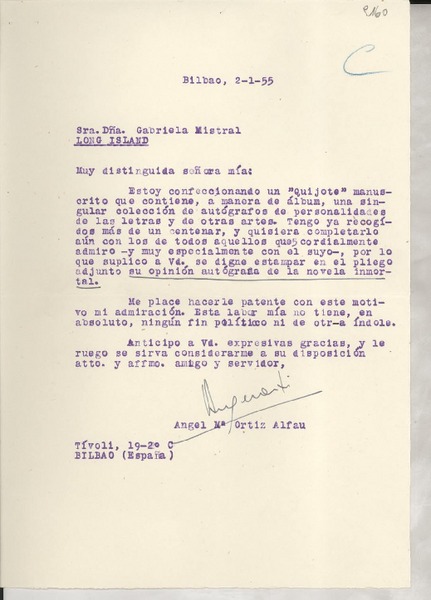 Bilbao, 2-1-55
Sra. Dña. Gabriela Mistral
LONG ISLAND
Muy distinguida señora mía:
Estoy confeccionando un "Quijote" manus-
crito que contiene, a manera de álbum, una sin-
gular colección de autógrafos de personalidades
de las letras y de otras artes. Tengo ya recogi-
dos más de un centenar, y quisiera completarlo
aún con los de todos aquellos que5cordialmente
admiro -y muy especialmente con el suyo-, por lo
que suplico a Vd. se digne estampar en el pliego
adjunto su opinión autógrafa de la novela inmor-
tal.
Me place hacerle patente con este moti-
vo mi admiración. Esta labor mía no tiene, en
absoluto, ningún fin político ni de otr-a índole.
Anticipo a Vd. expresivas gracias, y le
ruego se sirva considerarme a su disposición
atto. y affmo. amigo y servidor,
Angel Mª Ortiz Alfau
Tívoli, 19-2º C
BILBAO (España)